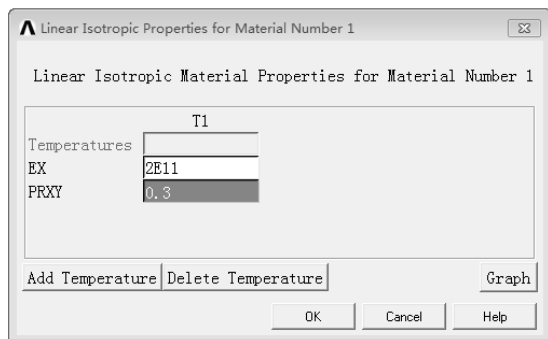 Linear Isotropic Properties for Material Number 1
Linear Isotropic Material Properties for Material Number 1
T1
Temperatures
EX 2E11
PRXY 0.3
Add Temperature Delete Temperature Graph
OK Cancel Help